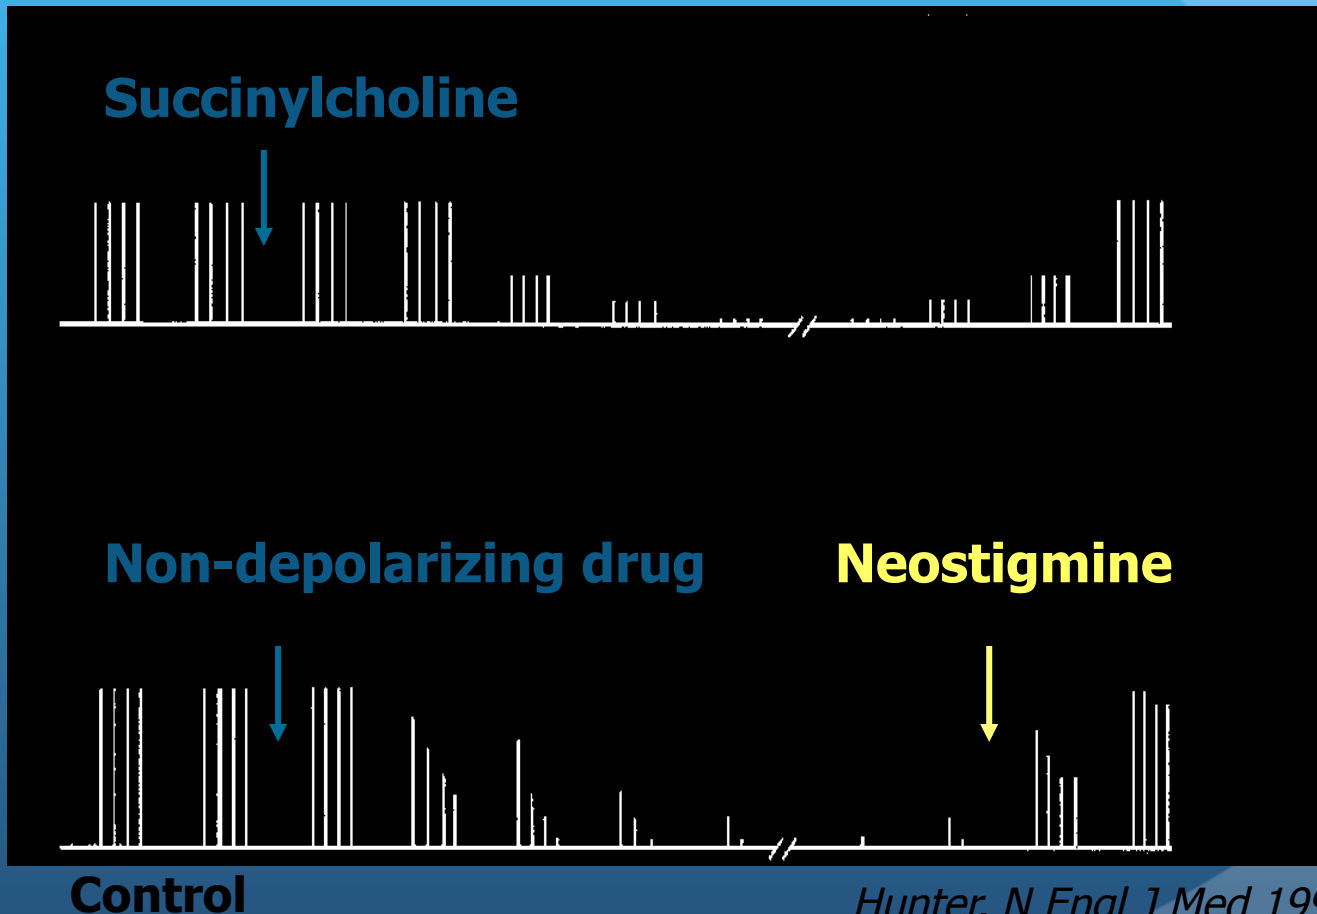 Succinylcholine
Non-depolarizing drug
Neostigmine
Control
Hunter. N Engl J Med